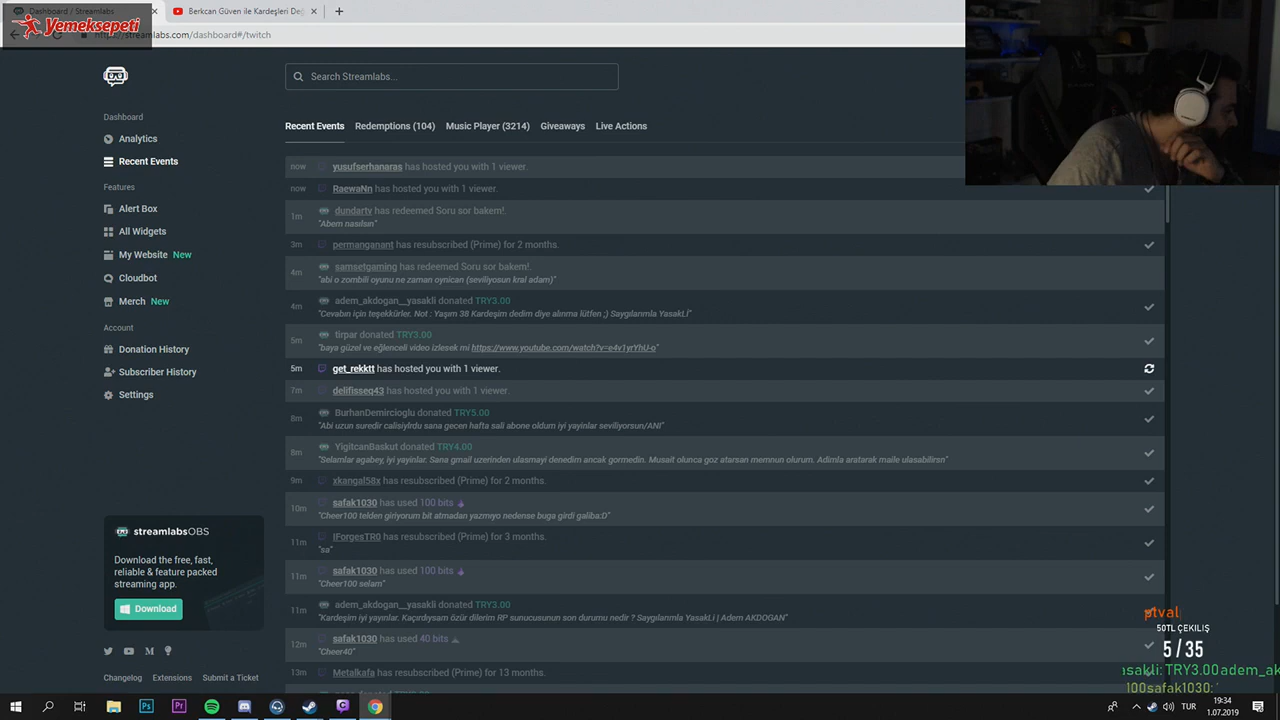 Dashboard / Streamlabs
Berkcan Güven ile Kardeşleri Değ
Yemeksepeti
streamlabs.com/dashboard#/twitch
Search Streamlabs...
Dashboard
Analytics
Recent Events
Features
Alert Box
All Widgets
My Website New
Cloudbot
Merch New
Account
Donation History
Subscriber History
Settings
streamlabsOBS
Download the free, fast,
reliable & feature packed
streaming app.
Download
Changelog Extensions Submit a Ticket
Recent Events Redemptions (104) Music Player (3214) Giveaways Live Actions
now yusufserhanaras has hosted you with 1 viewer.
now RaewaNn has hosted you with 1 viewer.
1m dundartv has redeemed Soru sor bakem!.
"Abem nasılsın"
3m permanganant has resubscribed (Prime) for 2 months.
4m samsetgaming has redeemed Soru sor bakem!.
"abi o zombili oyunu ne zaman oynican (seviliyosun kral adam)"
4m adem_akdogan__yasakli donated TRY3.00
"Cevabın için teşekkürler. Not : Yaşım 38 Kardeşim dedim diye alınma lütfen ;) Saygılarımla YasakLİ"
5m tirpar donated TRY3.00
"baya güzel ve eğlenceli video izlesek mi https://www.youtube.com/watch?v=e4v1yrYhU-o"
5m get_rekktt has hosted you with 1 viewer.
7m delifisseq43 has hosted you with 1 viewer.
8m BurhanDemircioglu donated TRY5.00
"Abi uzun suredir calisiylrdu sana gecen hafta sali abone oldum iyi yayinlar seviliyorsun/ANI"
8m YigitcanBaskut donated TRY4.00
"Selamlar agabey, iyi yayinlar. Sana gmail uzerinden ulasmayi denedim ancak gormedin. Musait olunca goz atarsan memnun olurum. Adimla aratarak maile ulasabilirsin"
9m xkangal58x has resubscribed (Prime) for 2 months.
10m safak1030 has used 100 bits
"Cheer100 telden giriyorum bit atmadan yazmıyo nedense buga girdi galiba:D"
11m IForgesTR0 has resubscribed (Prime) for 3 months.
"sa"
11m safak1030 has used 100 bits
"Cheer100 selam"
11m adem_akdogan__yasakli donated TRY3.00
"Kardeşim iyi yayınlar. Kaçırdıysam özür dilerim RP sunucusunun son durumu nedir ? Saygılarımla YasakLi | Adem AKDOGAN"
12m safak1030 has used 40 bits
"Cheer40"
13m Metalkafa has resubscribed (Prime) for 13 months.
ptval
50TL ÇEKILIŞ
5 / 35
asakli: TRY3.00adem_ak
100safak1030:
TUR
19:34
1.07.2019